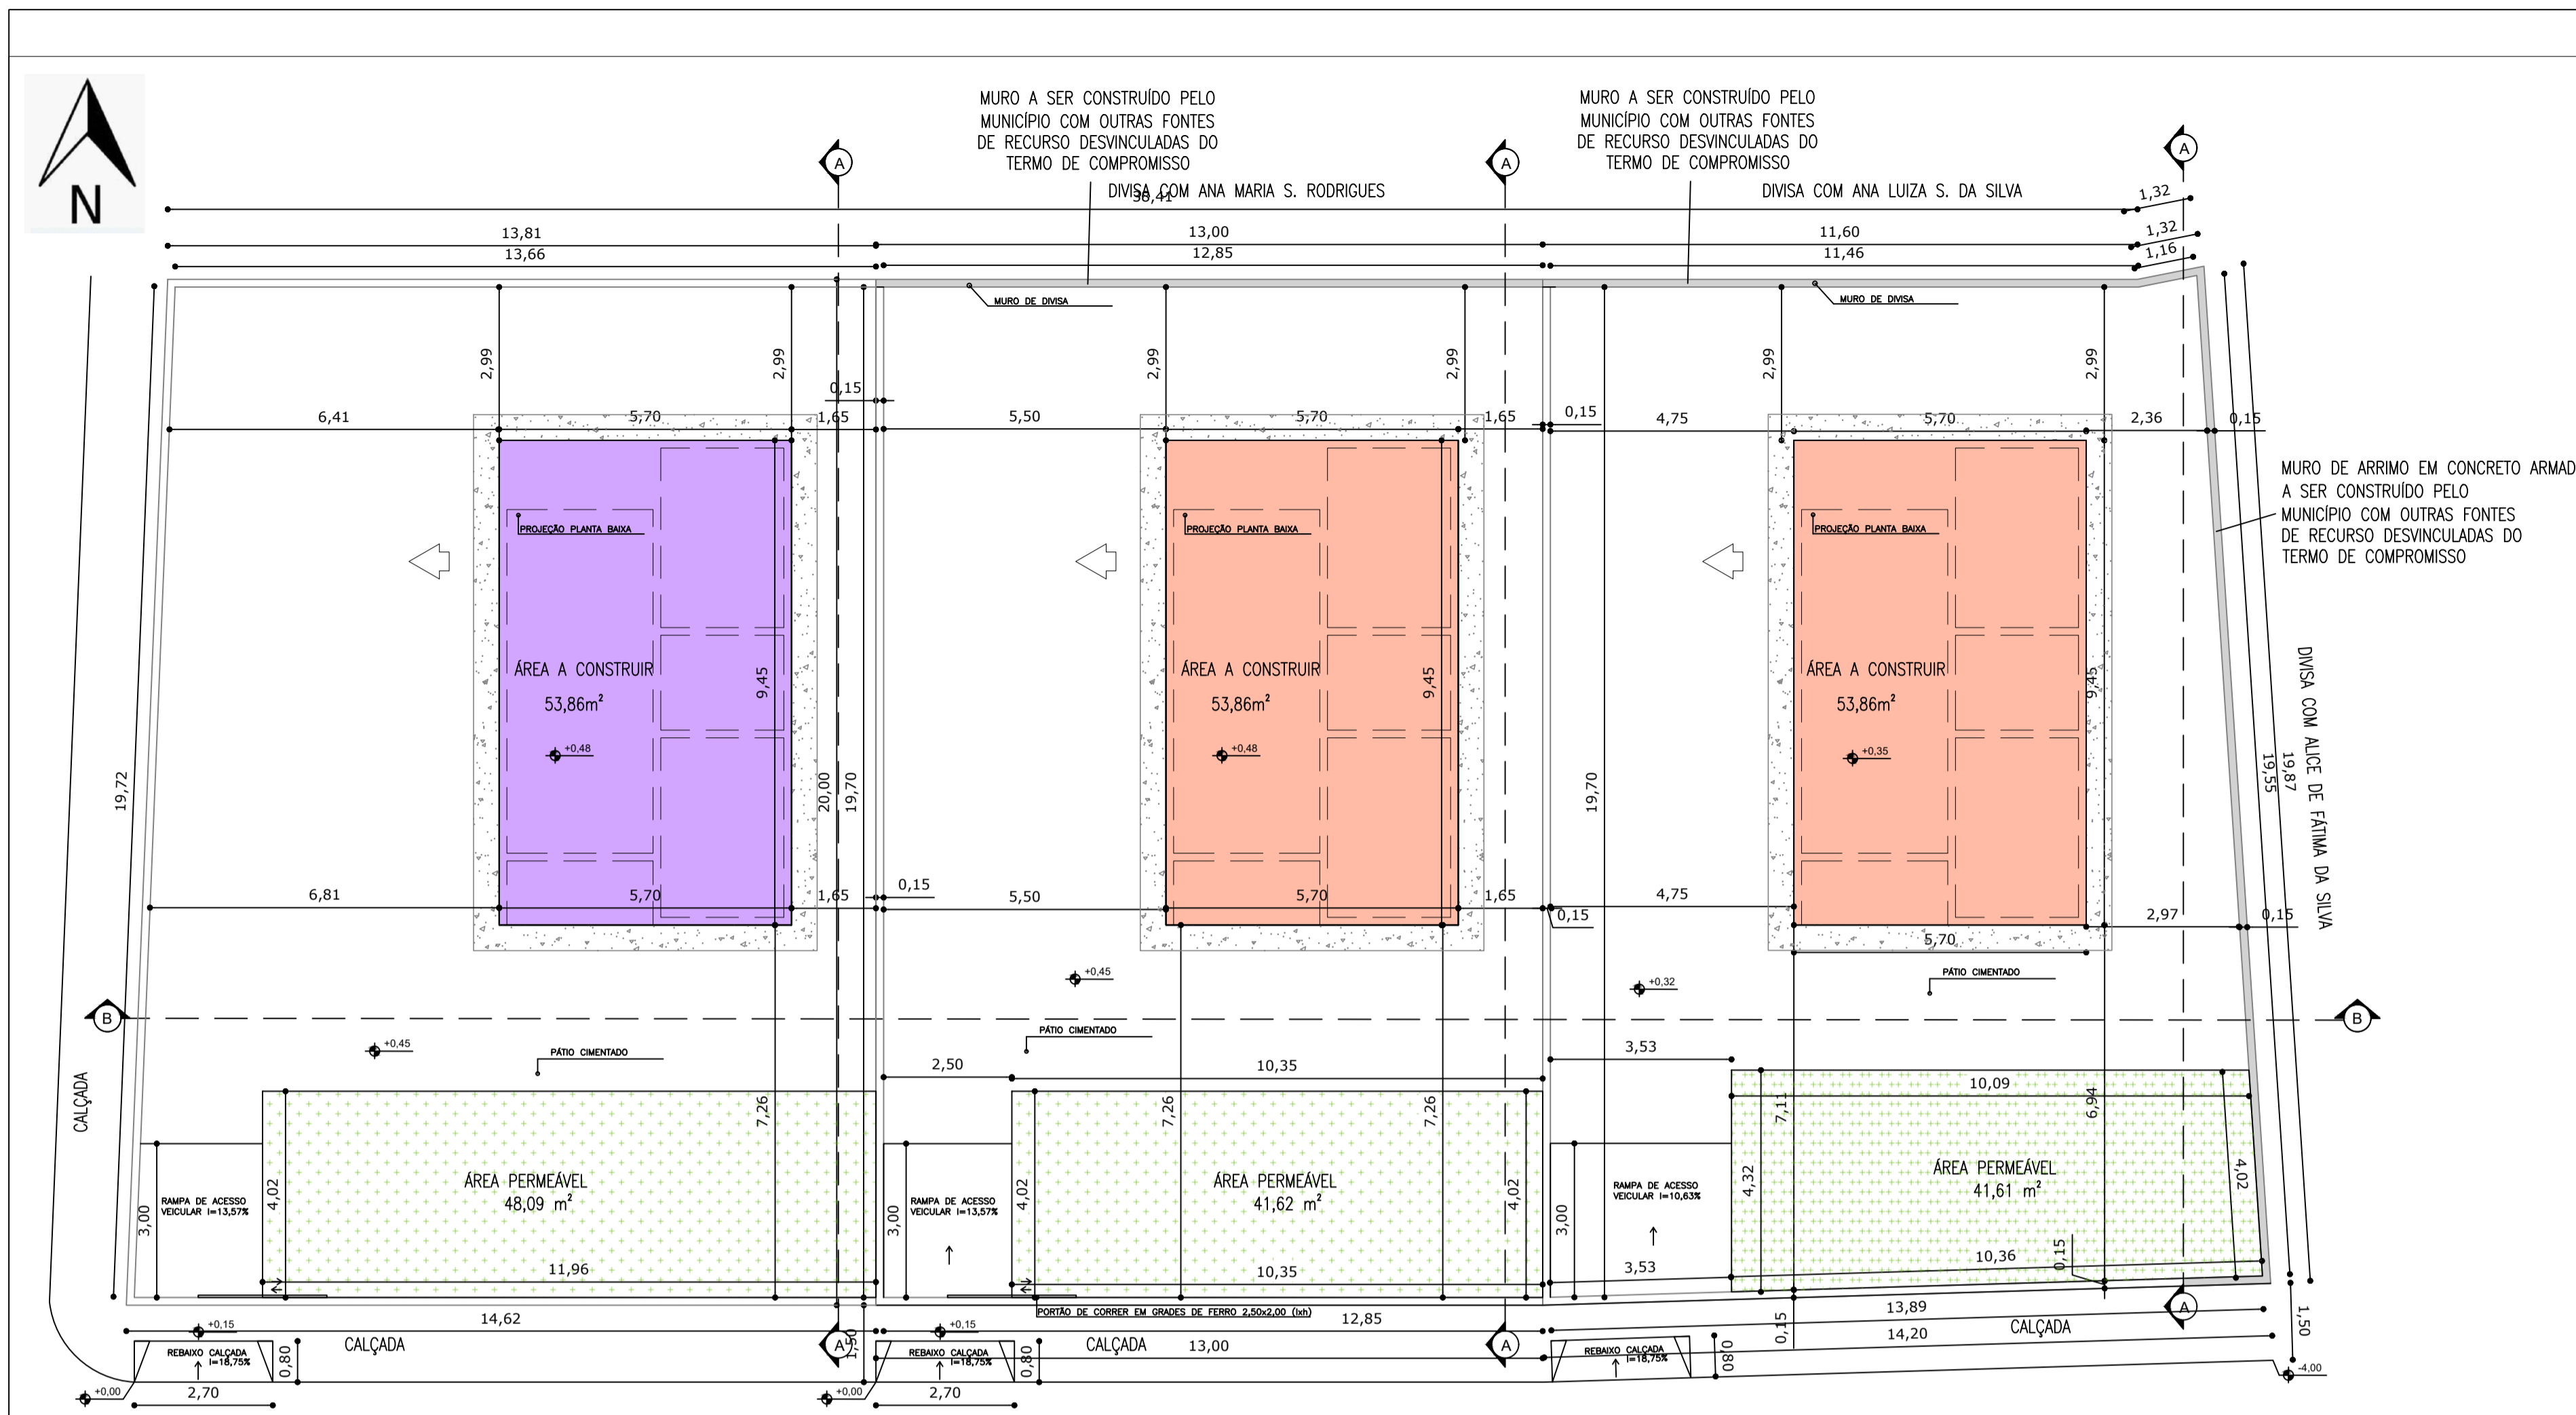 N
MURO A SER CONSTRUÍDO PELO
MUNICÍPIO COM OUTRAS FONTES
DE RECURSO DESVINCULADAS DO
TERMO DE COMPROMISSO
MURO A SER CONSTRUÍDO PELO
MUNICÍPIO COM OUTRAS FONTES
DE RECURSO DESVINCULADAS DO
TERMO DE COMPROMISSO
A
A
A
DIVISA COM ANA MARIA S. RODRIGUES
DIVISA COM ANA LUIZA S. DA SILVA
38,41
1,32
13,81
13,00
11,60
1,32
13,66
12,85
11,46
1,16
MURO DE DIVISA
MURO DE DIVISA
2,99
2,99
2,99
2,99
2,99
2,99
0,15
0,15
6,41
5,70
1,65
5,50
5,70
1,65
4,75
5,70
2,36
0,15
MURO DE ARRIMO EM CONCRETO ARMAD
A SER CONSTRUÍDO PELO
MUNICÍPIO COM OUTRAS FONTES
DE RECURSO DESVINCULADAS DO
TERMO DE COMPROMISSO
PROJEÇÃO PLANTA BAIXA
PROJEÇÃO PLANTA BAIXA
PROJEÇÃO PLANTA BAIXA
ÁREA A CONSTRUIR
53,86m²
9,45
+0,48
ÁREA A CONSTRUIR
53,86m²
9,45
+0,48
ÁREA A CONSTRUIR
53,86m²
9,45
+0,35
19,72
20,00
19,70
19,70
19,55
19,87
DIVISA COM ALICE DE FÁTIMA DA SILVA
6,81
5,70
1,65
0,15
5,50
5,70
1,65
0,15
4,75
5,70
2,97
0,15
+0,45
+0,32
PÁTIO CIMENTADO
B
B
+0,45
PÁTIO CIMENTADO
PÁTIO CIMENTADO
CALÇADA
2,50
10,35
3,53
10,09
7,26
7,26
7,26
7,11
6,94
3,00
RAMPA DE ACESSO
VEICULAR I=13,57%
4,02
ÁREA PERMEÁVEL
48,09 m²
11,96
3,00
RAMPA DE ACESSO
VEICULAR I=13,57%
4,02
ÁREA PERMEÁVEL
41,62 m²
4,02
10,35
3,00
RAMPA DE ACESSO
VEICULAR I=10,63%
4,32
ÁREA PERMEÁVEL
41,61 m²
4,02
3,53
0,15
10,36
PORTÃO DE CORRER EM GRADES DE FERRO 2,50x2,00 (lxh)
14,62
12,85
13,89
+0,15
+0,15
CALÇADA
CALÇADA
CALÇADA
A
A
A
1,50
13,00
0,15
14,20
1,50
REBAIXO CALÇADA
I=18,75%
0,80
REBAIXO CALÇADA
I=18,75%
0,80
REBAIXO CALÇADA
I=18,75%
0,80
+0,00
2,70
+0,00
2,70
-4,00